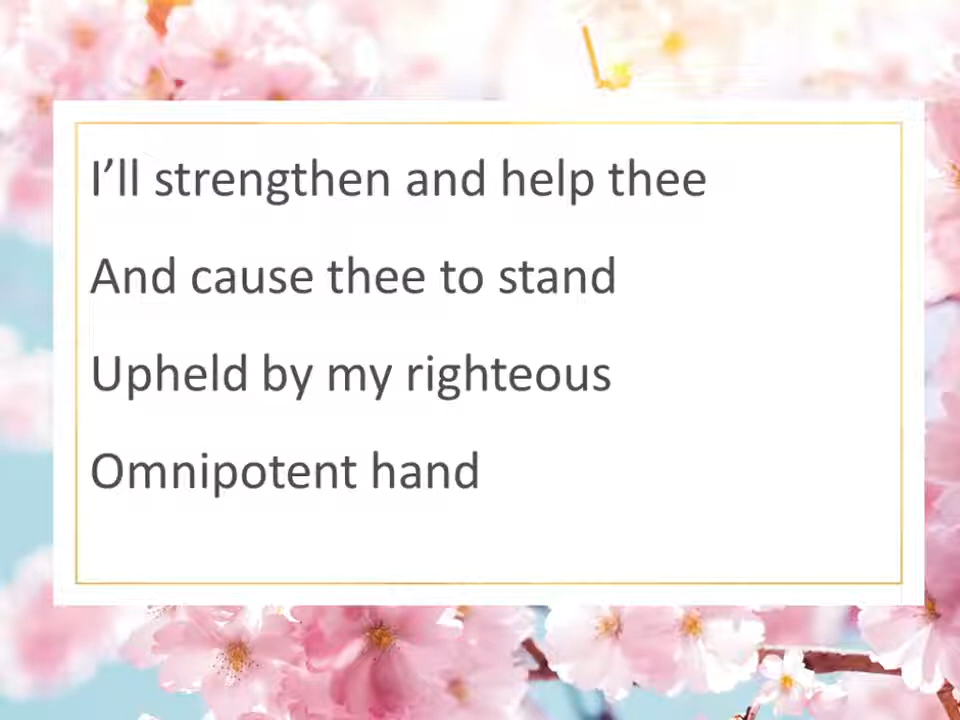 I’ll strengthen and help thee
And cause thee to stand
Upheld by my righteous
Omnipotent hand